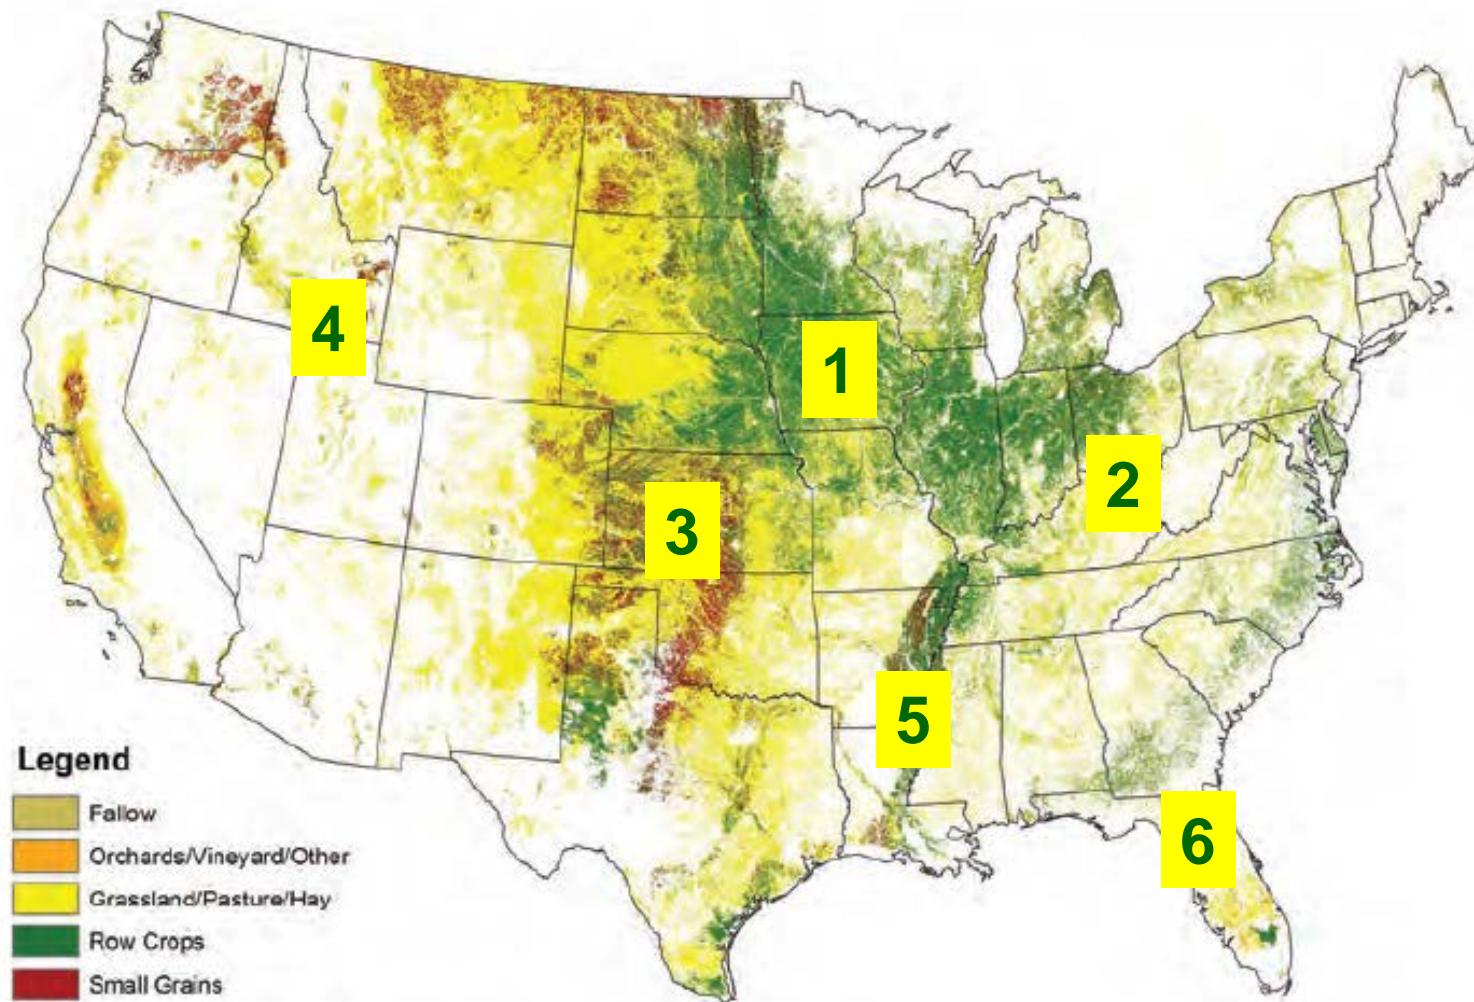 4
1
2
3
5
6
Legend
Fallow
Orchards/Vineyard/Other
Grassland/Pasture/Hay
Row Crops
Small Grains